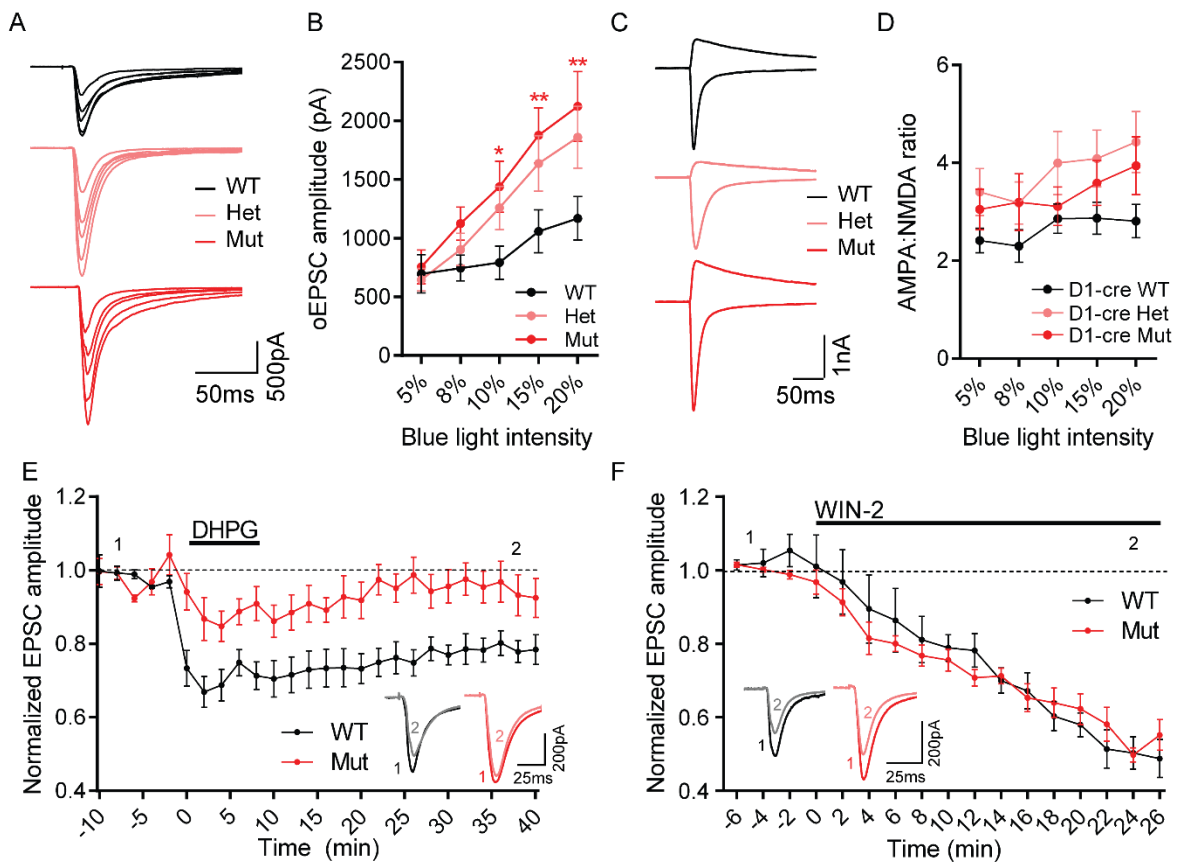 A
WT
Het
Mut
50ms
500pA
B
oEPSC amplitude (pA)
2500
2000
1500
1000
500
0
*
**
**
WT
Het
Mut
5%
8%
10%
15%
20%
Blue light intensity
C
WT
Het
Mut
50ms
1nA
D
AMPA:NMDA ratio
6
4
2
0
D1-cre WT
D1-cre Het
D1-cre Mut
5%
8%
10%
15%
20%
Blue light intensity
E
Normalized EPSC amplitude
1.2
1.0
0.8
0.6
0.4
1
DHPG
2
WT
Mut
2
1
2
1
25ms
200pA
-10
-5
0
5
10
15
20
25
30
35
40
Time (min)
F
Normalized EPSC amplitude
1.2
1.0
0.8
0.6
0.4
1
WIN-2
2
WT
Mut
2
1
2
1
25ms
200pA
-6
-4
-2
0
2
4
6
8
10
12
14
16
18
20
22
24
26
Time (min)